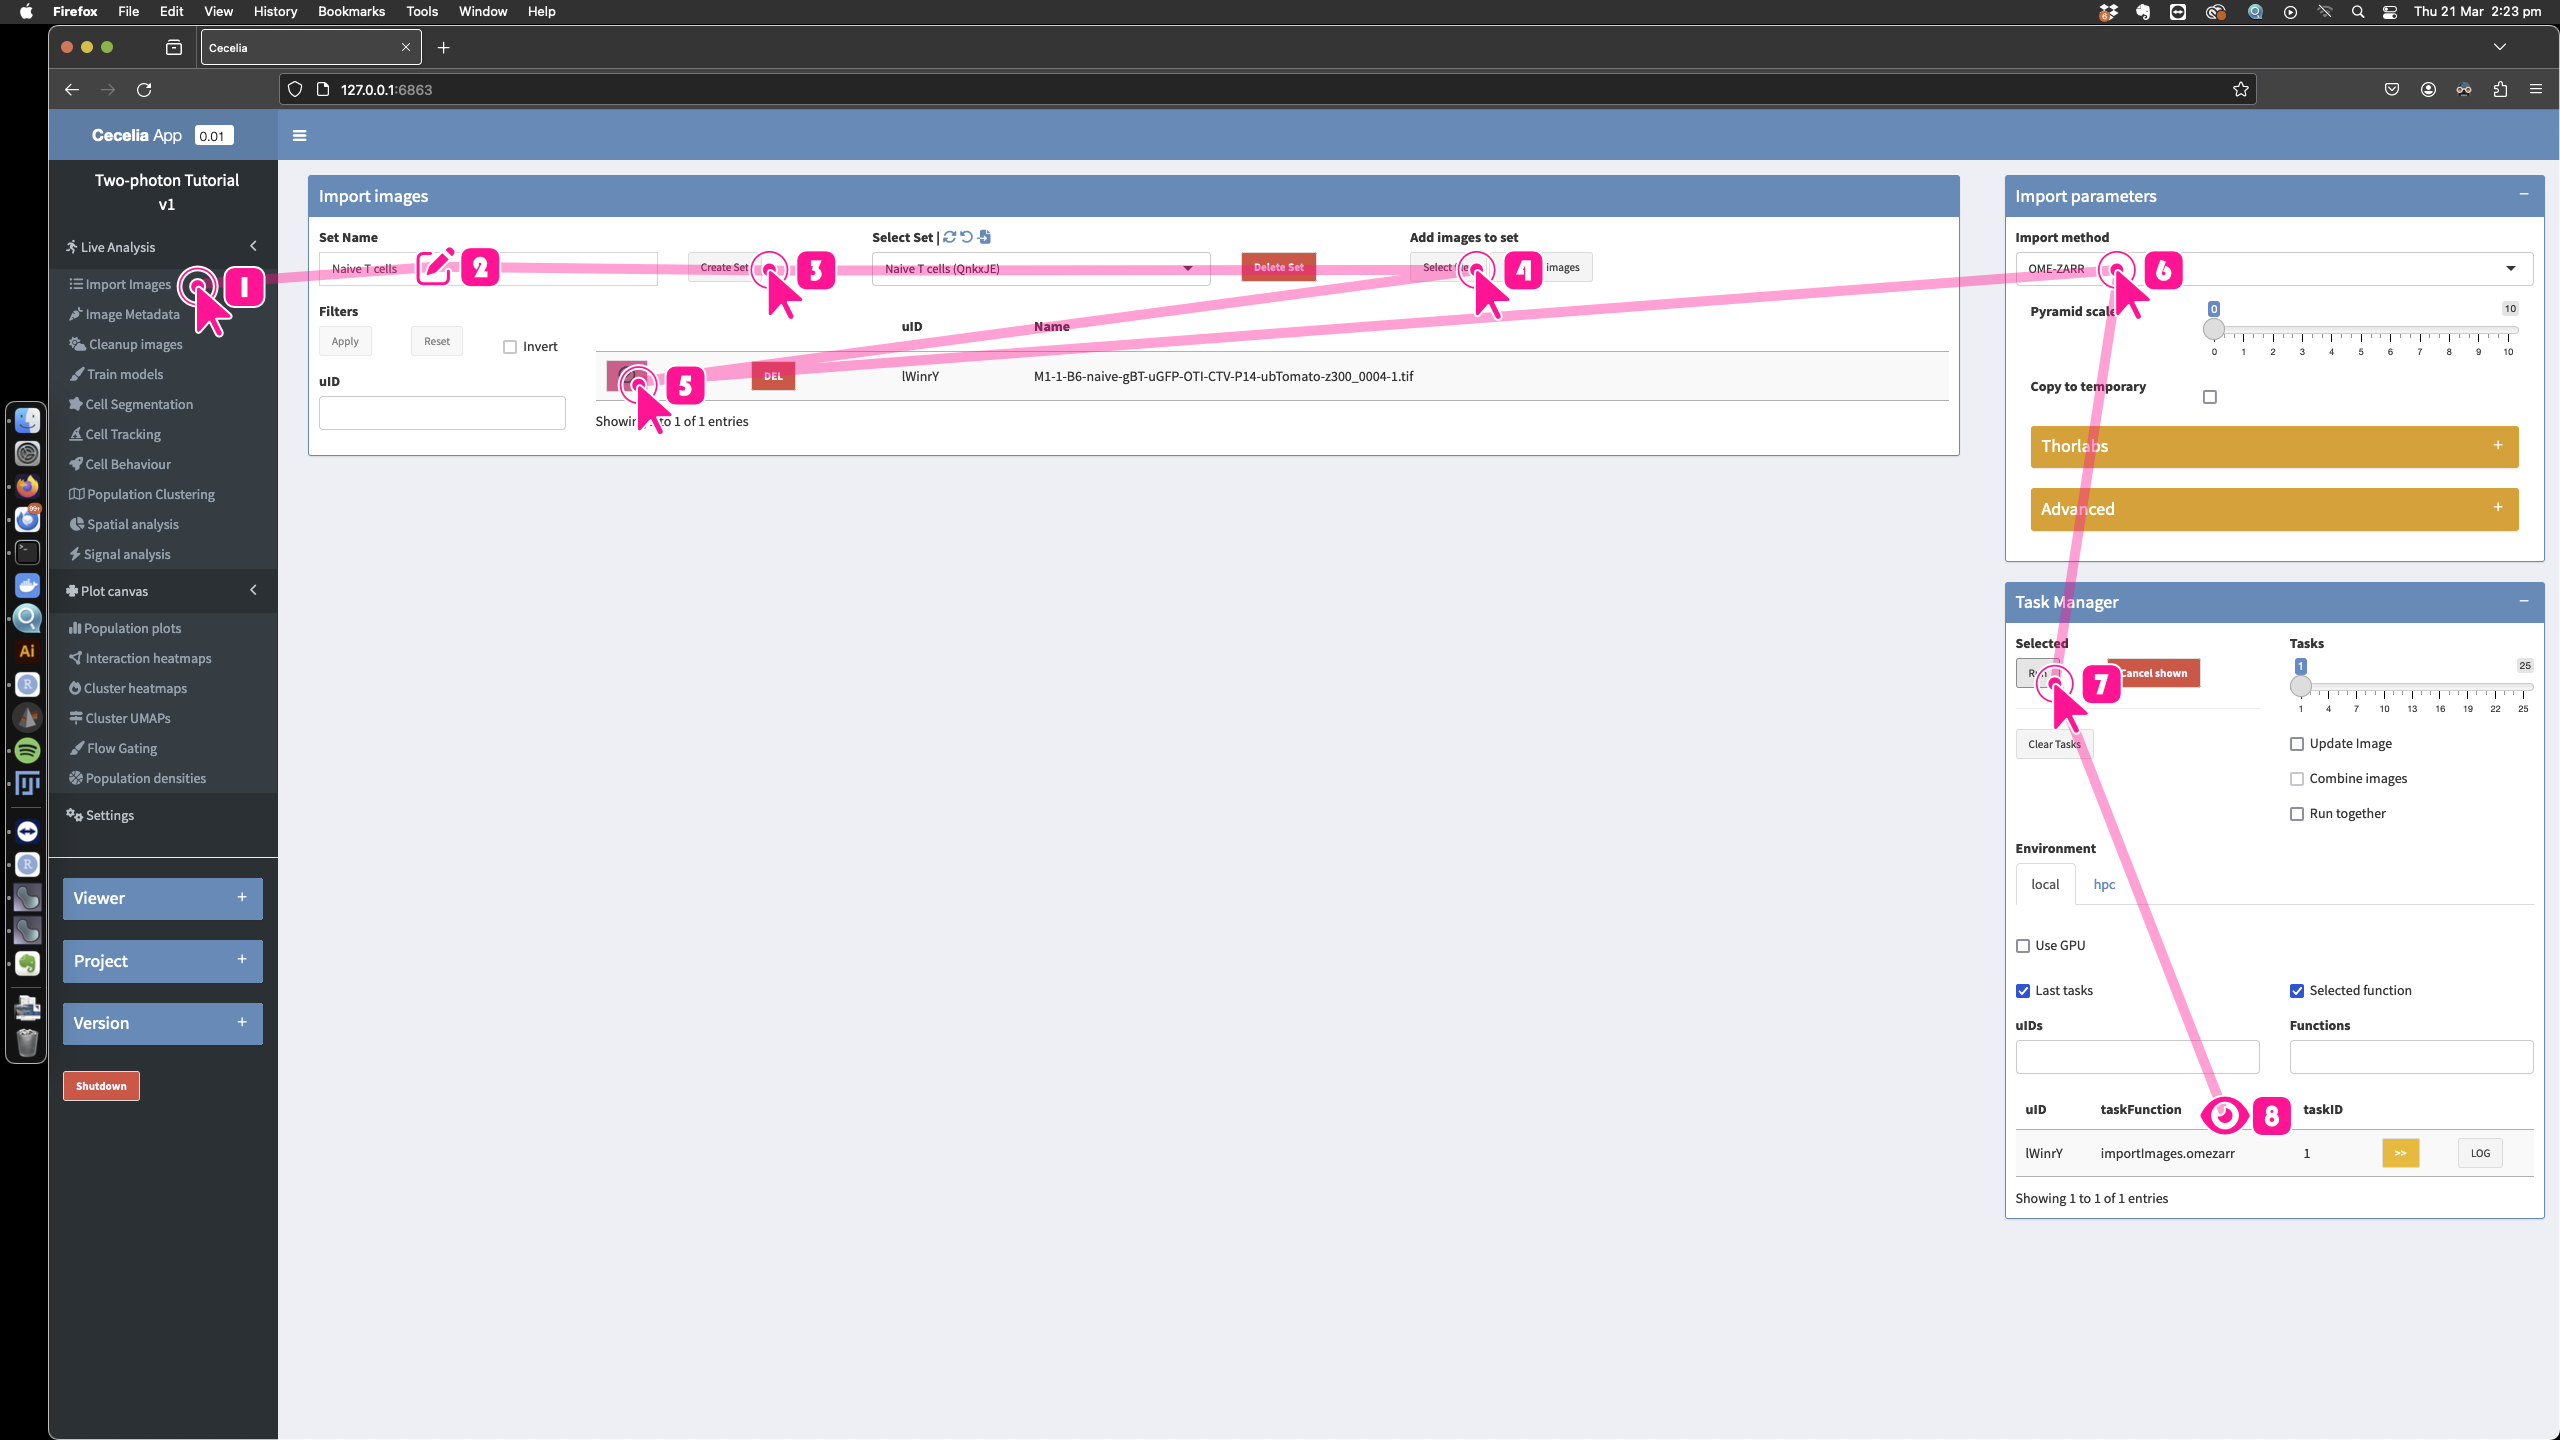 Firefox File Edit View History Bookmarks Tools Window Help
Thu 21 Mar 2:23 pm
Cecelia
127.0.0.1:6863
Cecelia App 0.01
Two-photon Tutorial
v1
Live Analysis
Import Images
Image Metadata
Cleanup images
Train models
Cell Segmentation
Cell Tracking
Cell Behaviour
Population Clustering
Spatial analysis
Signal analysis
Plot canvas
Population plots
Interaction heatmaps
Cluster heatmaps
Cluster UMAPs
Flow Gating
Population densities
Settings
Viewer +
Project +
Version +
Shutdown
99+
Ai
R
R
1
Import images
Set Name
Naive T cells
2
Create Set
3
Select Set |
Naive T cells (QnkxJE)
Delete Set
Add images to set
Select
4
images
Filters
Apply
Reset
Invert
uID
uID Name
5
DEL
lWinrY
M1-1-B6-naive-gBT-uGFP-OTI-CTV-P14-ubTomato-z300_0004-1.tif
Showing to 1 of 1 entries
Import parameters −
Import method
OME-ZARR
6
Pyramid scale
0 10
0 1 2 3 4 5 6 7 8 9 10
Copy to temporary
Thorlabs +
Advanced +
Task Manager −
Selected
Run
7
Cancel shown
Clear Tasks
Tasks
1 25
1 4 7 10 13 16 19 22 25
Update Image
Combine images
Run together
Environment
local hpc
Use GPU
Last tasks
Selected function
uIDs
Functions
uID taskFunction 8 taskID
lWinrY importImages.omezarr 1 >> LOG
Showing 1 to 1 of 1 entries